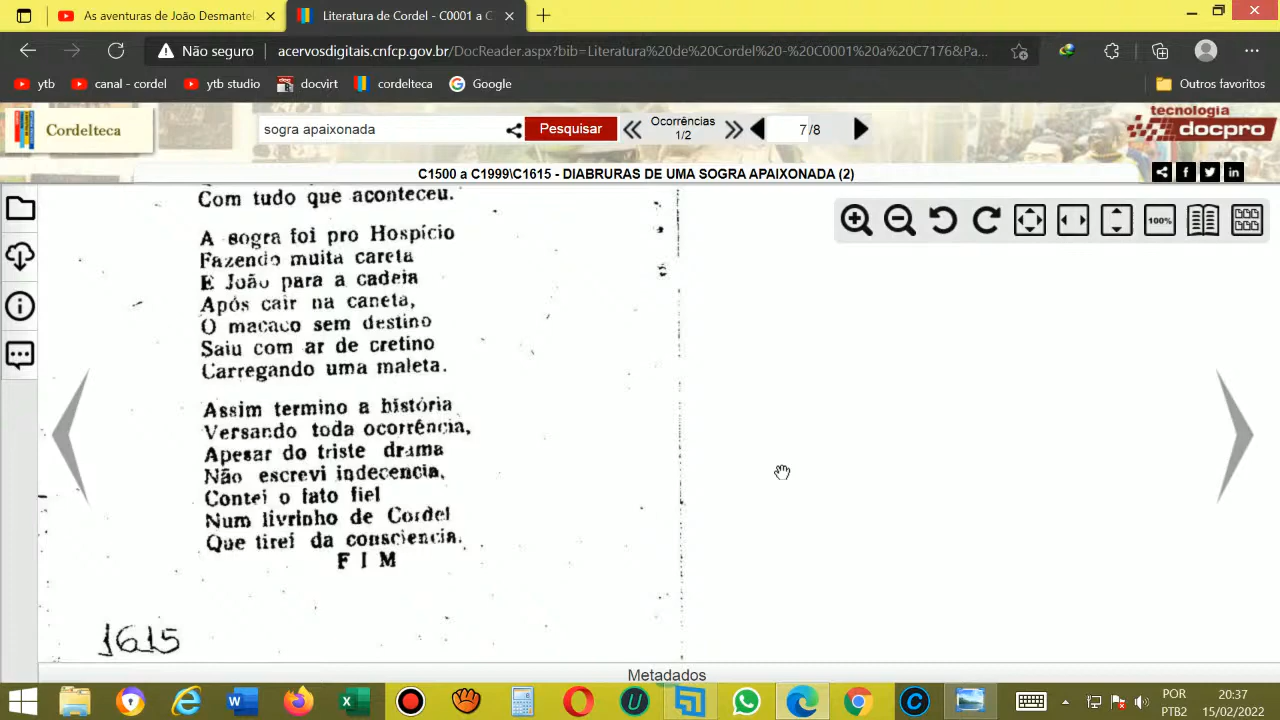 As aventuras de João Desmantel
Literatura de Cordel - C0001 a C
Não seguro
acervosdigitais.cnfcp.gov.br/DocReader.aspx?bib=Literatura%20de%20Cordel%20-%20C0001%20a%20C7176&Pa...
ytb
canal - cordel
ytb studio
docvirt
cordelteca
Google
Outros favoritos
Cordelteca
sogra apaixonada
Pesquisar
Ocorrências
1/2
7/8
tecnologia
docpro
C1500 a C1999\C1615 - DIABRURAS DE UMA SOGRA APAIXONADA (2)
100%
Com tudo que aconteceu.
A sogra foi pro Hospício
Fazendo muita careta
E João para a cadeia
Após cair na caneta,
O macaco sem destino
Saiu com ar de cretino
Carregando uma maleta.
Assim termino a história
Versando toda ocorrência,
Apesar do triste drama
Não escrevi indecencia,
Contei o fato fiel
Num livrinho de Cordel
Que tirei da consciencia.
F I M
1615
Metadados
POR
PTB2
20:37
15/02/2022